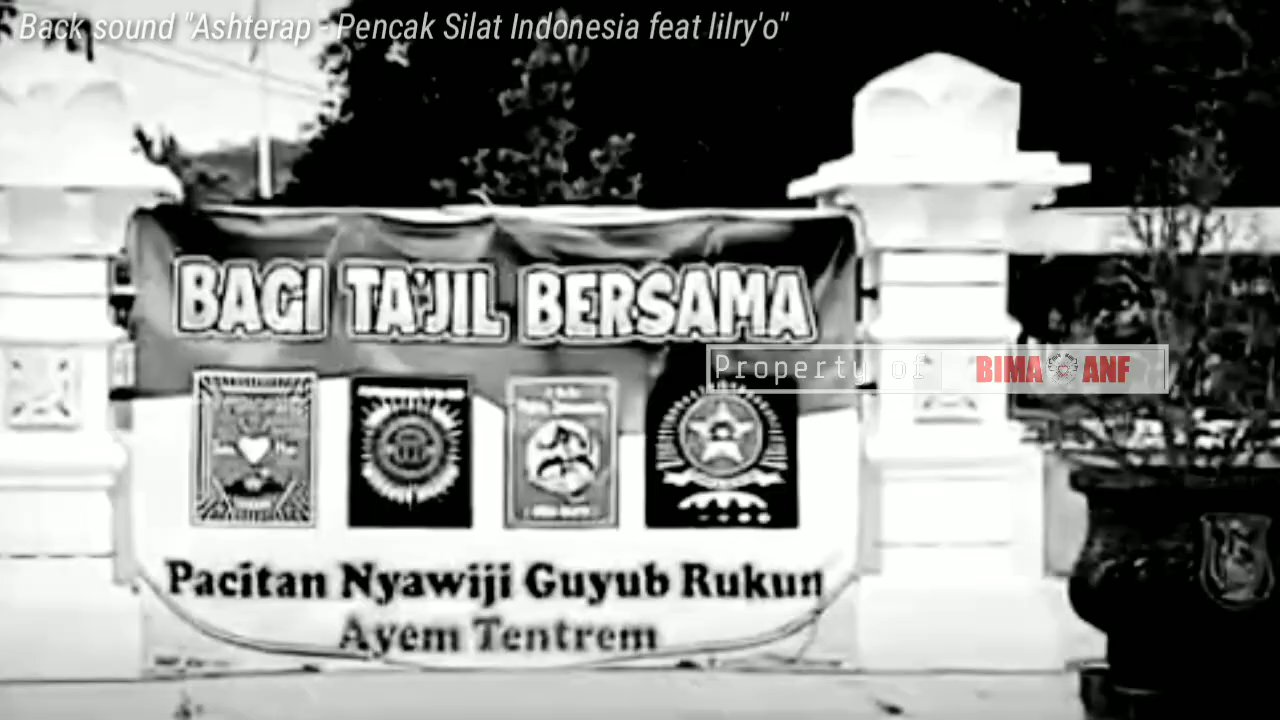 Back sound "Ashterap - Pencak Silat Indonesia feat lilry'o"
BAGI TA'JIL BERSAMA
Property of BIMA ANF
Pacitan Nyawiji Guyub Rukun
Ayem Tentrem